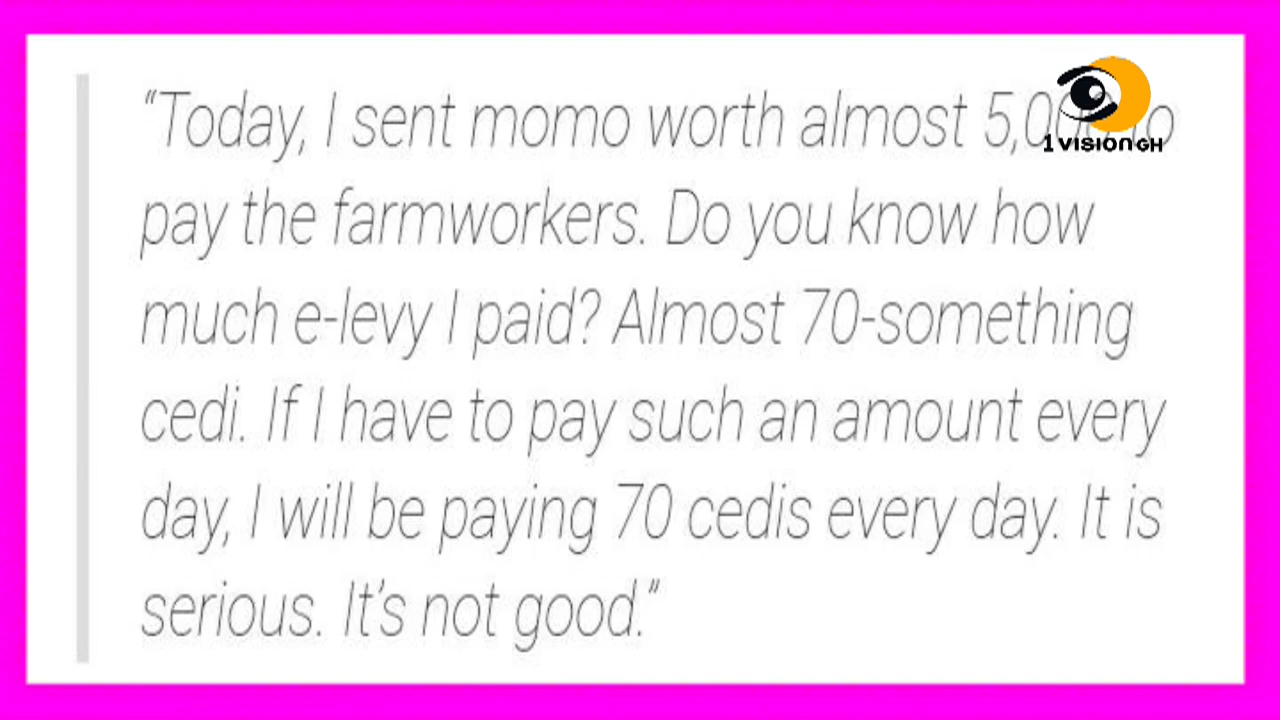 “Today, I sent momo worth almost to
pay the farmworkers. Do you know how
much e-levy I paid? Almost 70-something
cedi. If I have to pay such an amount every
day, I will be paying 70 cedis every day. It is
serious. It’s not good.”
1 VISION GH